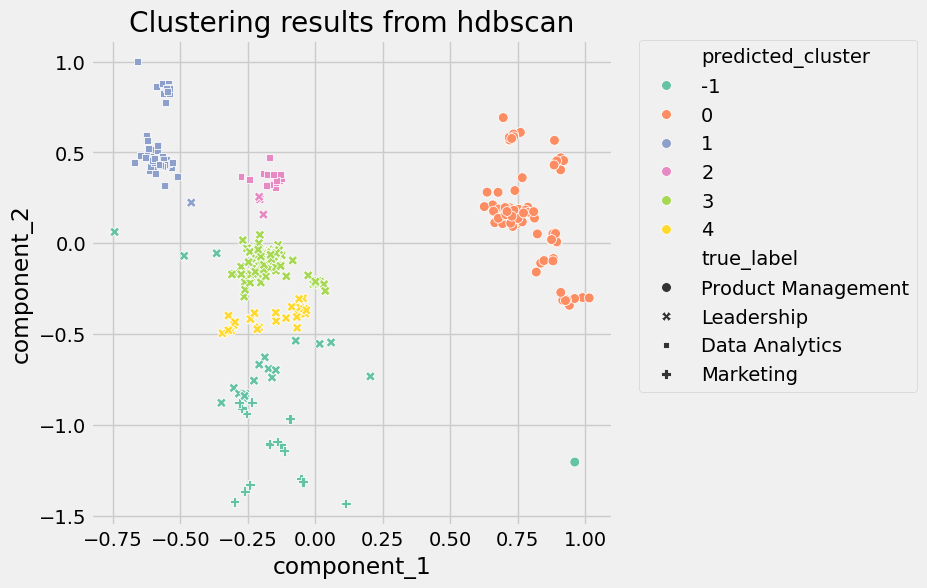 Clustering results from hdbscan
component_2
1.0
0.5
0.0
−0.5
−1.0
−1.5
−0.75 −0.50 −0.25 0.00 0.25 0.50 0.75 1.00
component_1
predicted_cluster
-1
0
1
2
3
4
true_label
Product Management
Leadership
Data Analytics
Marketing